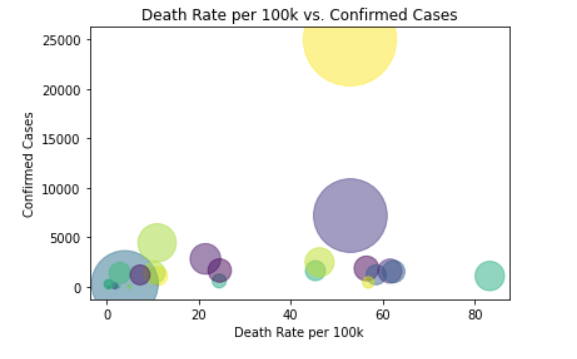 Death Rate per 100k vs. Confirmed Cases
25000
20000
15000
10000
5000
0
Confirmed Cases
0 20 40 60 80
Death Rate per 100k